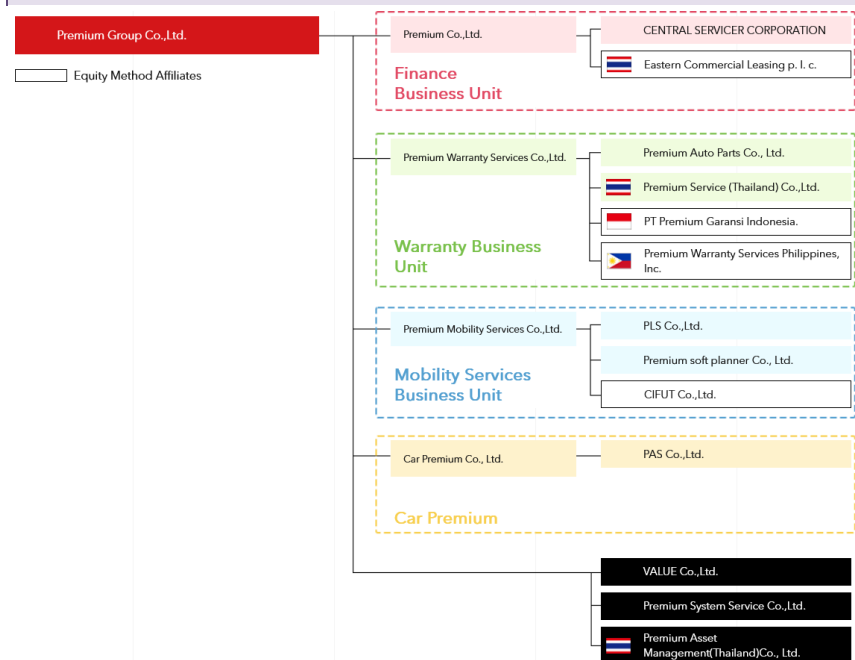 Premium Group Co.,Ltd.
Equity Method Affiliates
Premium Co.,Ltd.
CENTRAL SERVICER CORPORATION
Eastern Commercial Leasing p. l. c.
Finance
Business Unit
Premium Warranty Services Co.,Ltd.
Premium Auto Parts Co., Ltd.
Premium Service (Thailand) Co.,Ltd.
PT Premium Garansi Indonesia.
Premium Warranty Services Philippines,
Inc.
Warranty Business
Unit
Premium Mobility Services Co.,Ltd.
PLS Co.,Ltd.
Premium soft planner Co., Ltd.
CIFUT Co.,Ltd.
Mobility Services
Business Unit
Car Premium Co., Ltd.
PAS Co.,Ltd.
Car Premium
VALUE Co.,Ltd.
Premium System Service Co.,Ltd.
Premium Asset
Management(Thailand)Co., Ltd.